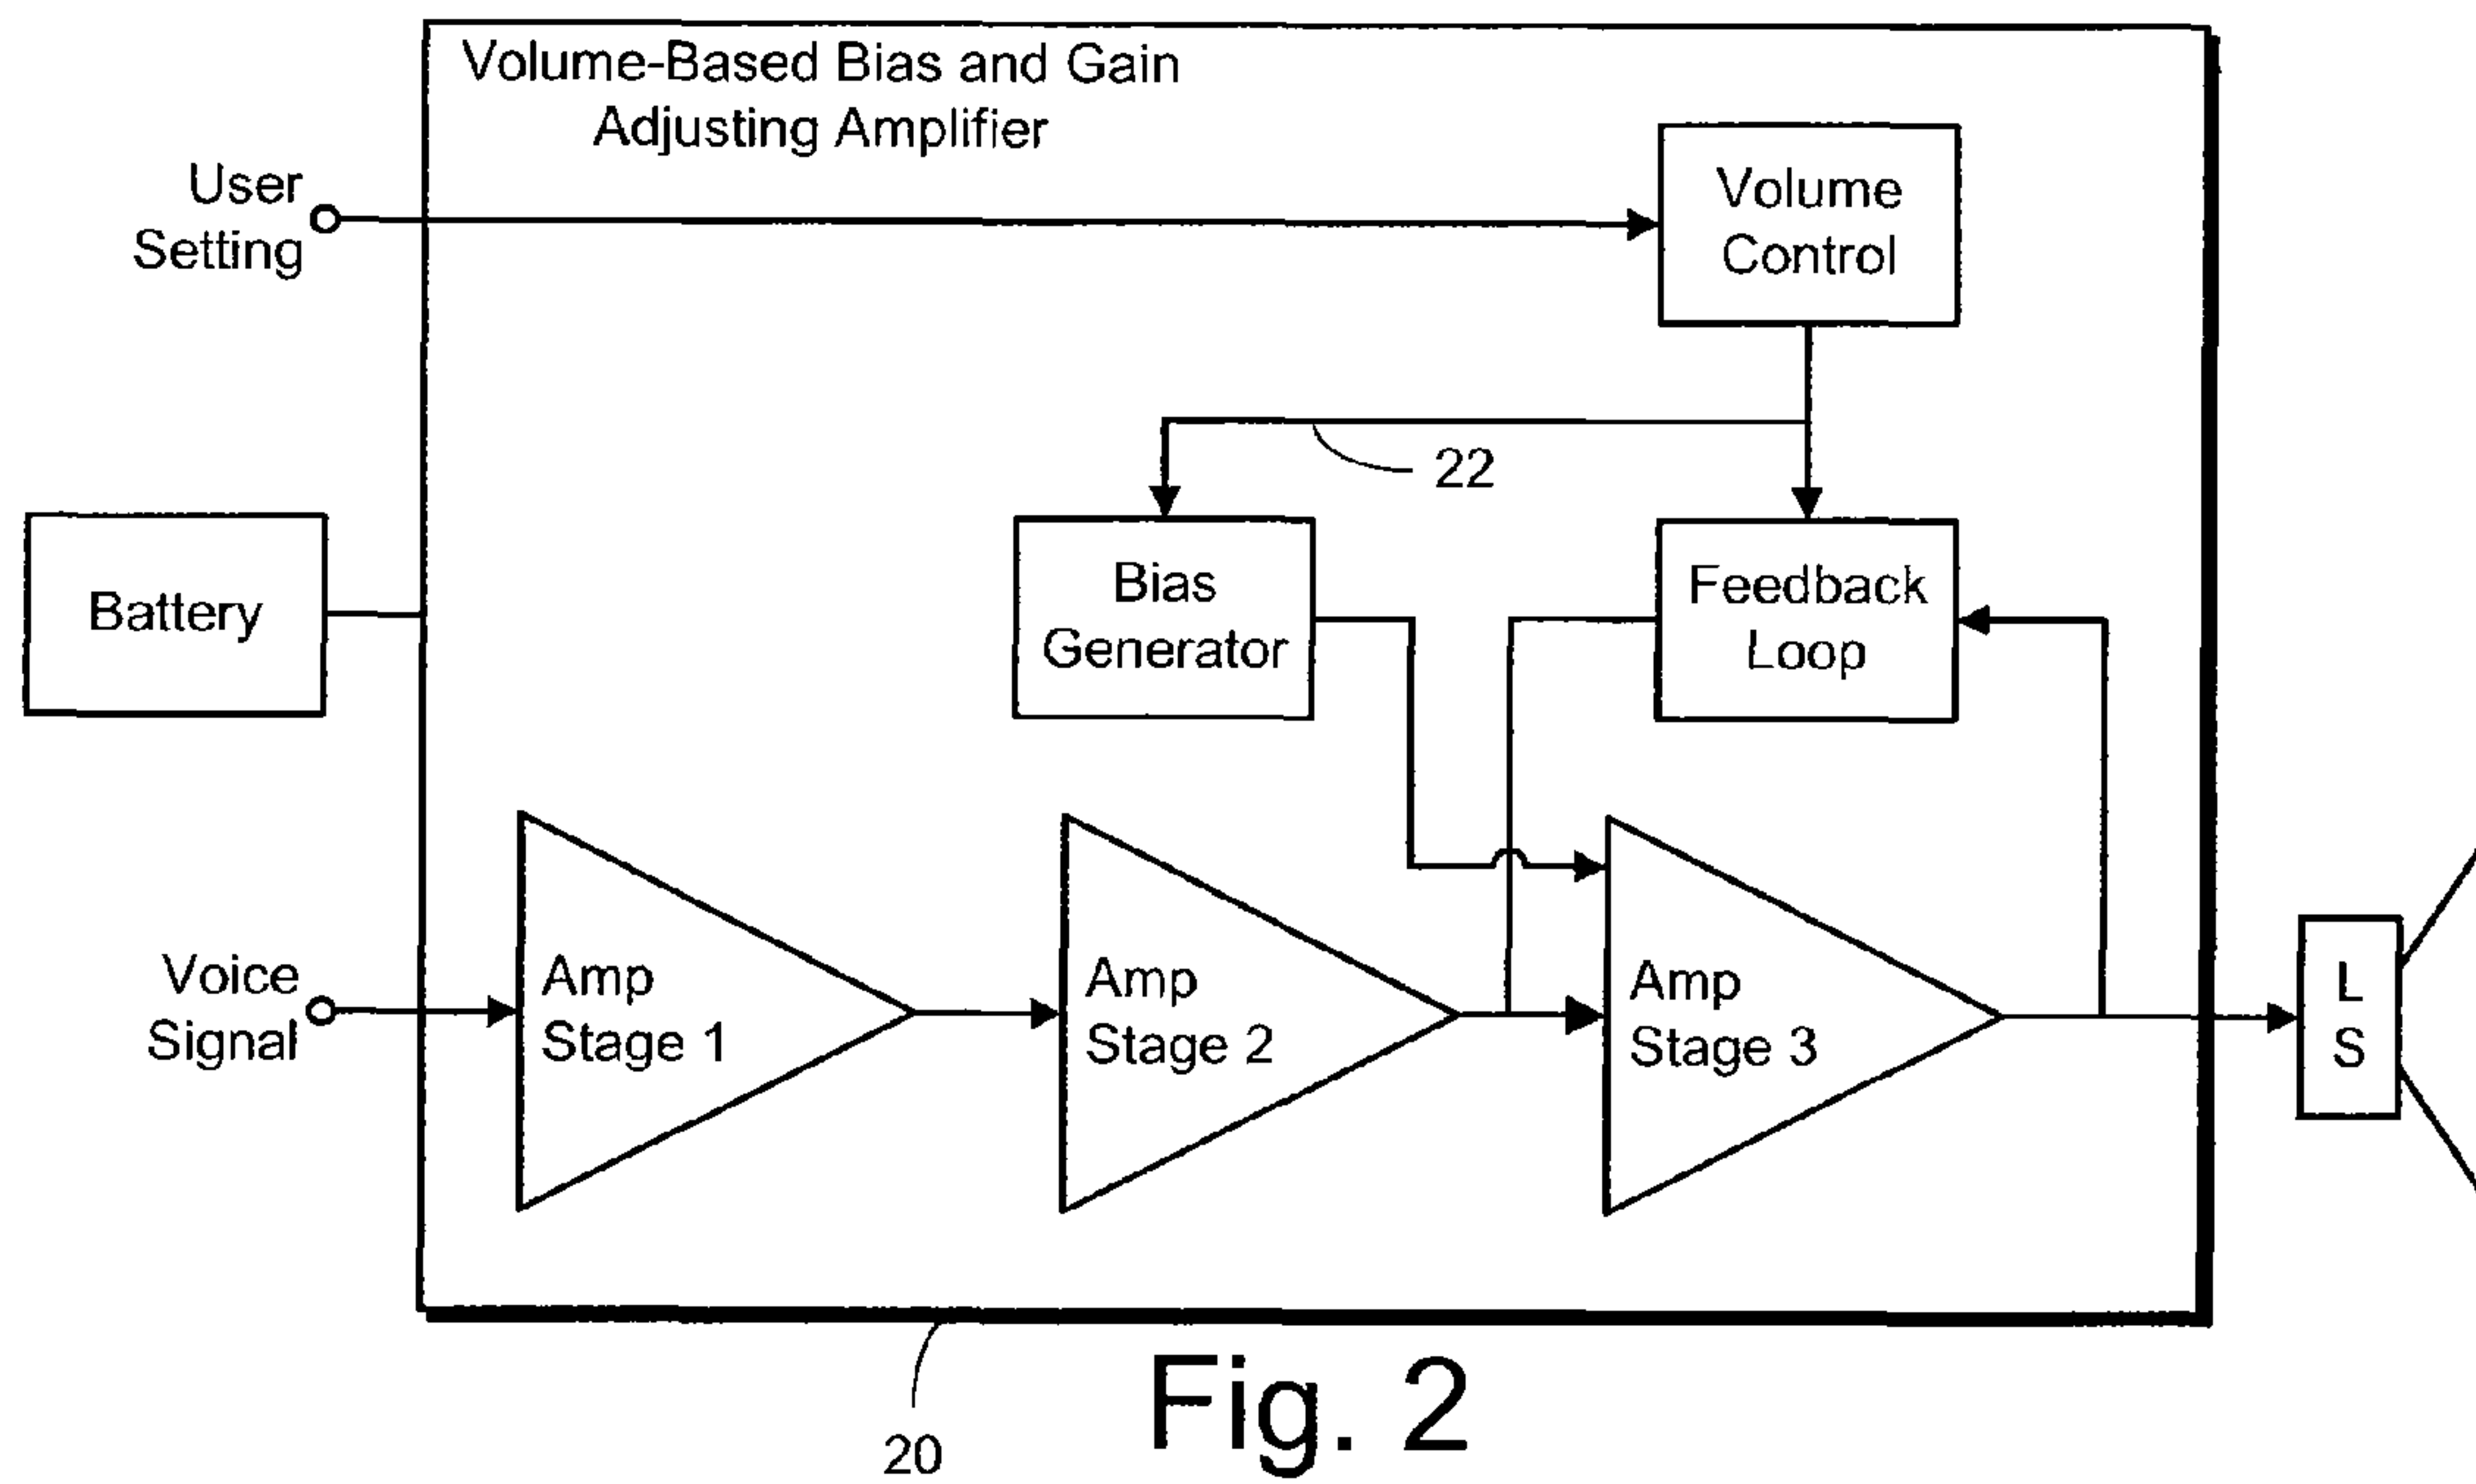 Volume-Based Bias and Gain
Adjusting Amplifier
User
Setting
Volume
Control
22
Battery
Bias
Generator
Feedback
Loop
Voice
Signal
Amp
Stage 1
Amp
Stage 2
Amp
Stage 3
L
S
20
Fig. 2